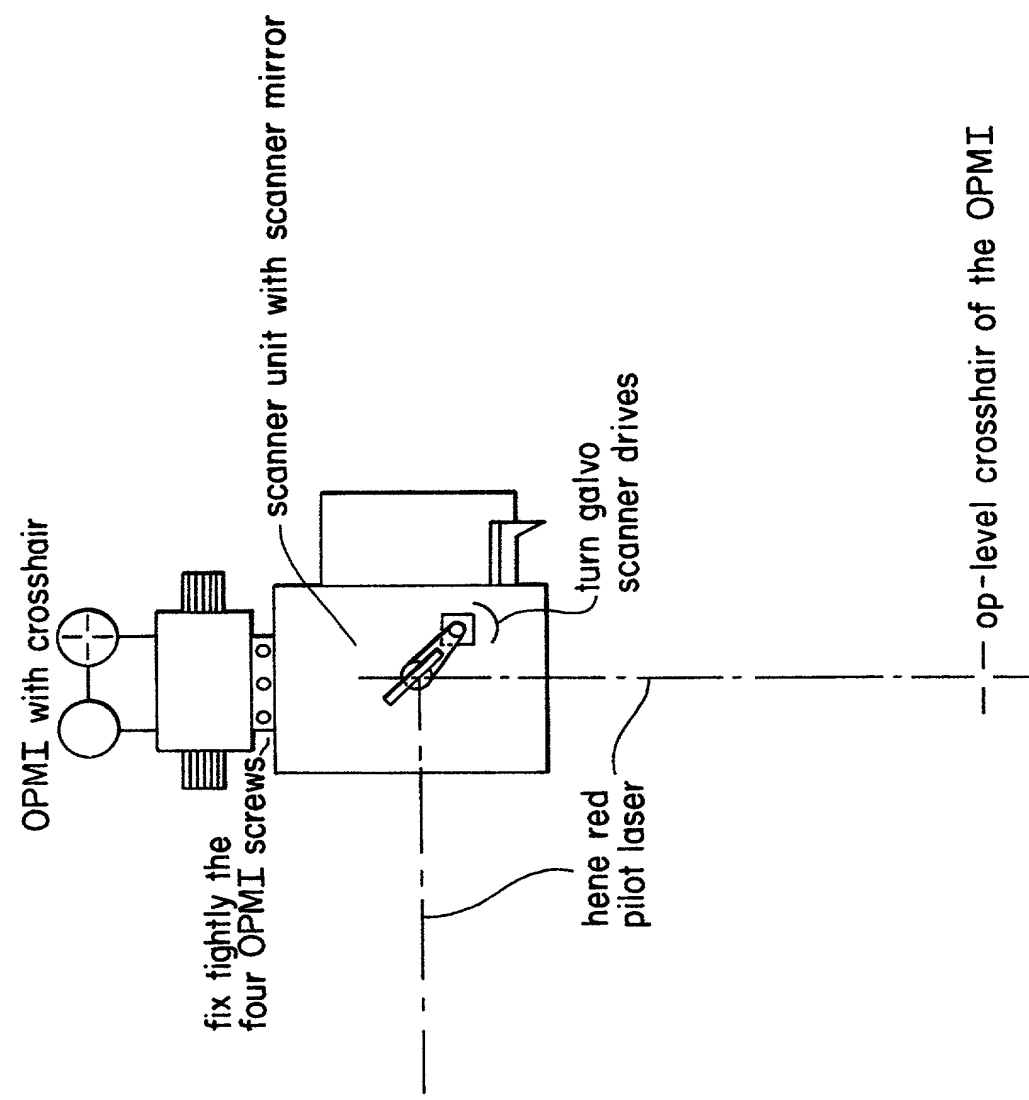 OPMI with crosshair
fix tightly the
four OPMI screws
scanner unit with scanner mirror
turn galvo
scanner drives
hene red
pilot laser
op-level crosshair of the OPMI